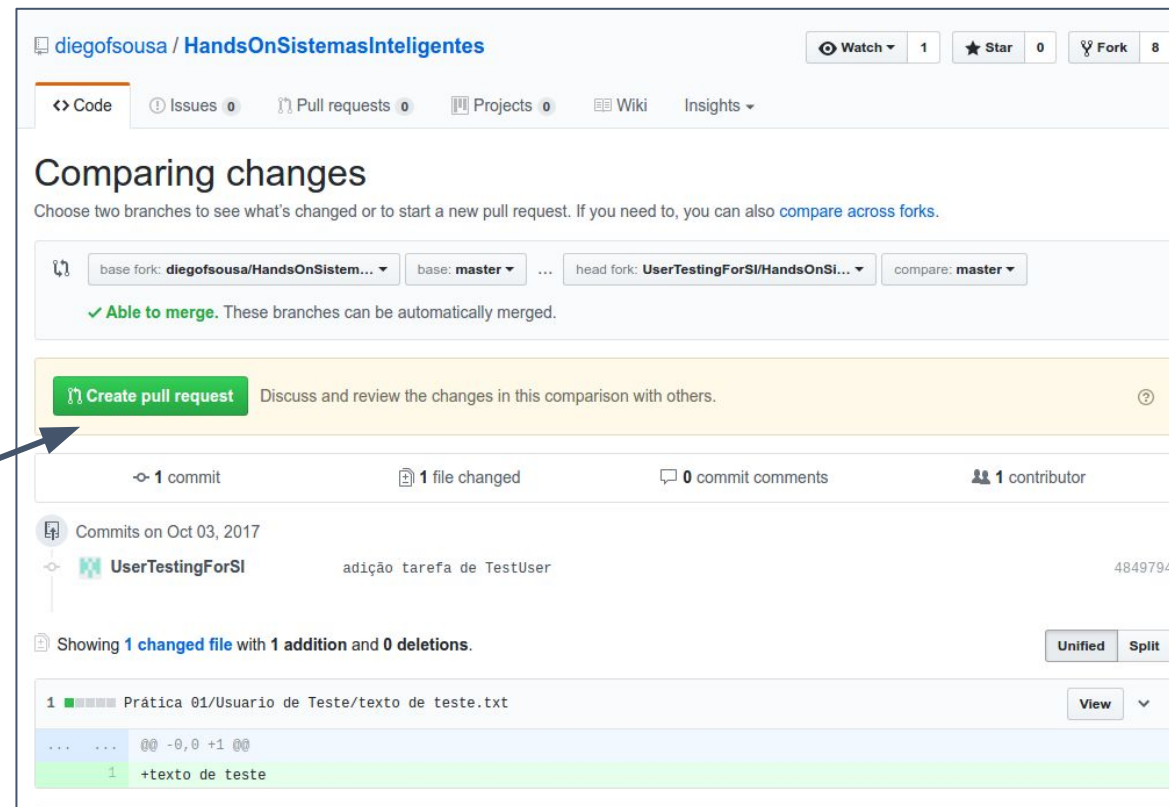 diegofsousa / HandsOnSistemasInteligentes Watch 1 Star 0 Fork 8
Code Issues 0 Pull requests 0 Projects 0 Wiki Insights
Comparing changes
Choose two branches to see what's changed or to start a new pull request. If you need to, you can also compare across forks.
base fork: diegofsousa/HandsOnSistem... base: master ... head fork: UserTestingForSI/HandsOnSi... compare: master
Able to merge. These branches can be automatically merged.
Create pull request Discuss and review the changes in this comparison with others.
1 commit 1 file changed 0 commit comments 1 contributor
Commits on Oct 03, 2017
UserTestingForSI adição tarefa de TestUser 4849794
Showing 1 changed file with 1 addition and 0 deletions. Unified Split
1 Prática 01/Usuario de Teste/texto de teste.txt View
... ... @@ -0,0 +1 @@
1 +texto de teste